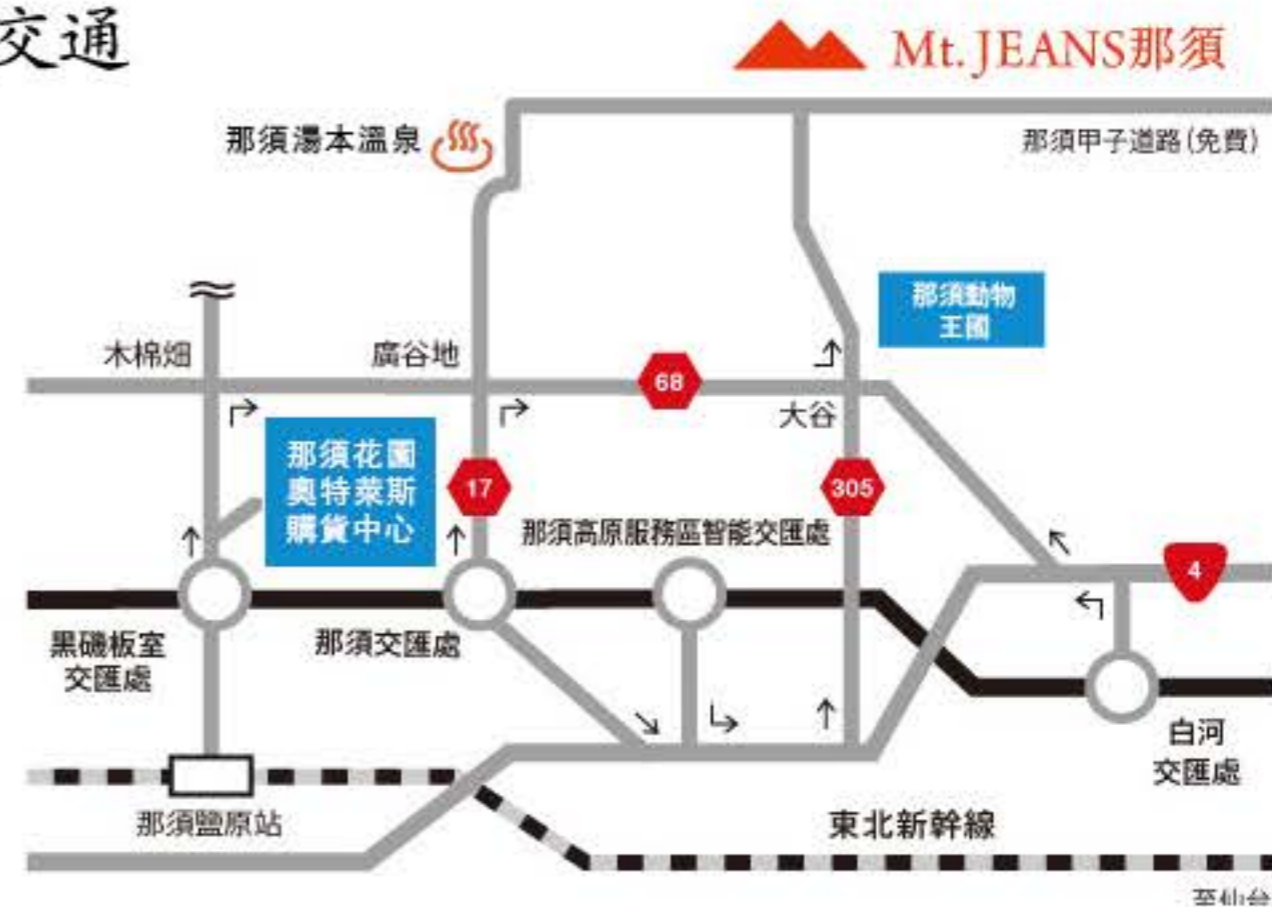 交通
Mt. JEANS那須
那須湯本溫泉
那須甲子道路(免費)
那須動物
王國
木棉畑
廣谷地
68
大谷
那須花園
奧特萊斯
購貨中心
17
305
那須高原服務區智能交匯處
4
黑磯板室
交匯處
那須交匯處
白河
交匯處
那須鹽原站
東北新幹線
至仙台